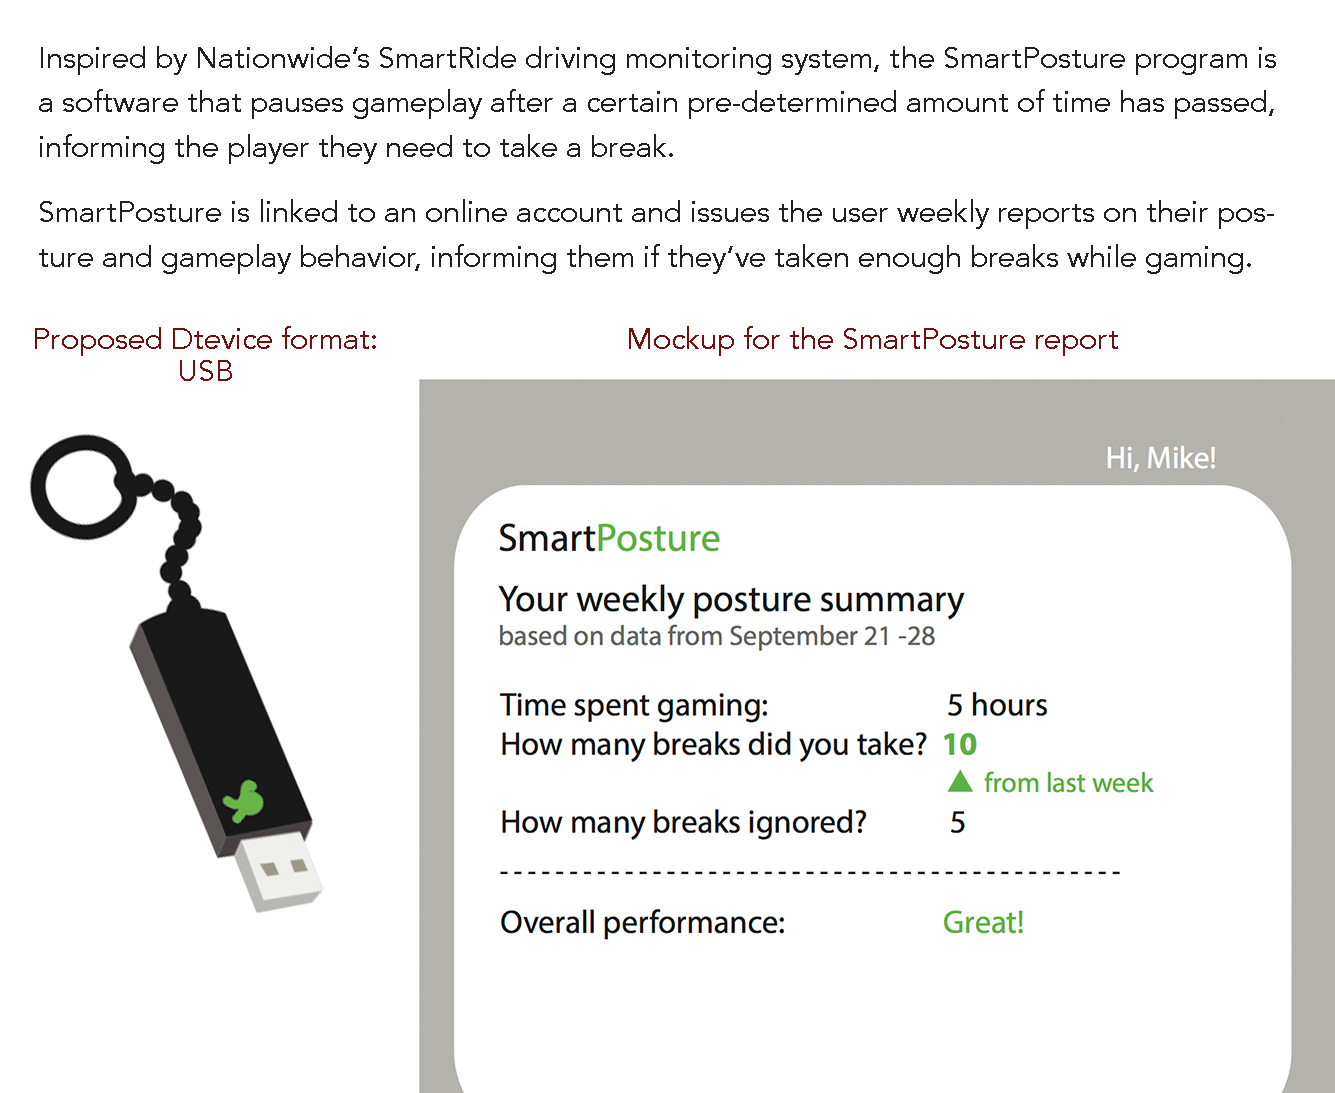 Inspired by Nationwide's SmartRide driving monitoring system, the SmartPosture program is
a software that pauses gameplay after a certain pre-determined amount of time has passed,
informing the player they need to take a break.
SmartPosture is linked to an online account and issues the user weekly reports on their pos-
ture and gameplay behavior, informing them if they've taken enough breaks while gaming.
Proposed Dtevice format:
USB
Mockup for the SmartPosture report
Hi, Mike!
SmartPosture
Your weekly posture summary
based on data from September 21 -28
Time spent gaming: 5 hours
How many breaks did you take? 10
▲ from last week
How many breaks ignored? 5
Overall performance: Great!